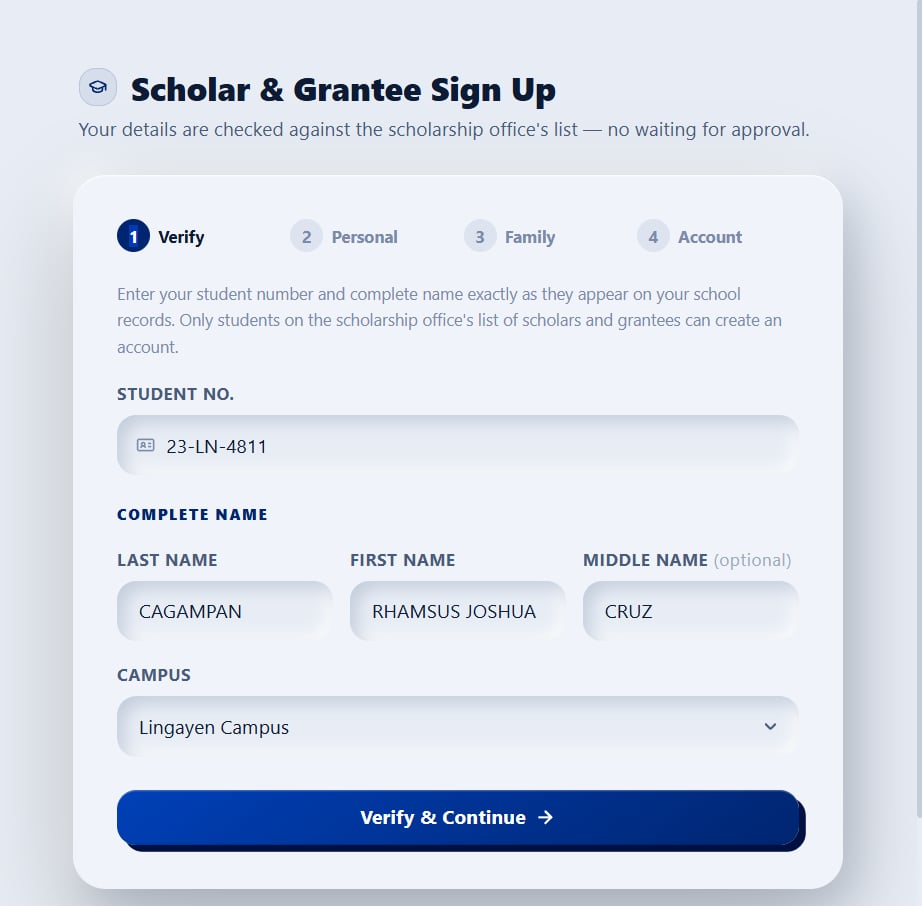 Scholar & Grantee Sign Up
Your details are checked against the scholarship office's list — no waiting for approval.
1 Verify
2 Personal
3 Family
4 Account
Enter your student number and complete name exactly as they appear on your school
records. Only students on the scholarship office's list of scholars and grantees can create an
account.
STUDENT NO.
23-LN-4811
COMPLETE NAME
LAST NAME
FIRST NAME
MIDDLE NAME (optional)
CAGAMPAN
RHAMSUS JOSHUA
CRUZ
CAMPUS
Lingayen Campus
Verify & Continue →